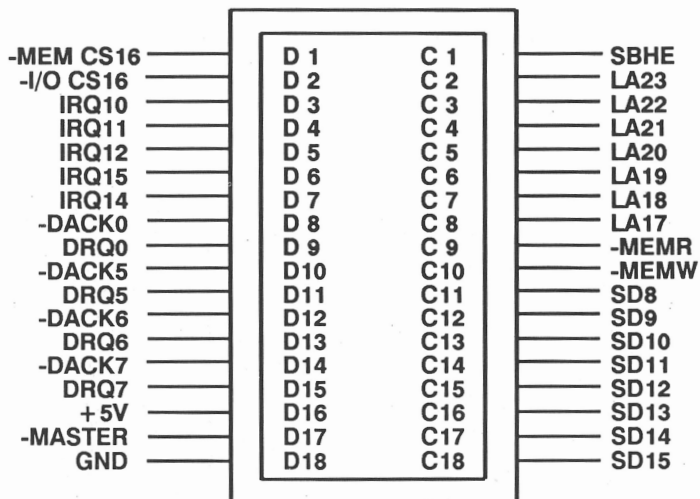 -MEM CS16 D 1 C 1 SBHE
-I/O CS16 D 2 C 2 LA23
IRQ10 D 3 C 3 LA22
IRQ11 D 4 C 4 LA21
IRQ12 D 5 C 5 LA20
IRQ15 D 6 C 6 LA19
IRQ14 D 7 C 7 LA18
-DACK0 D 8 C 8 LA17
DRQ0 D 9 C 9 -MEMR
-DACK5 D10 C10 -MEMW
DRQ5 D11 C11 SD8
-DACK6 D12 C12 SD9
DRQ6 D13 C13 SD10
-DACK7 D14 C14 SD11
DRQ7 D15 C15 SD12
+5V D16 C16 SD13
-MASTER D17 C17 SD14
GND D18 C18 SD15